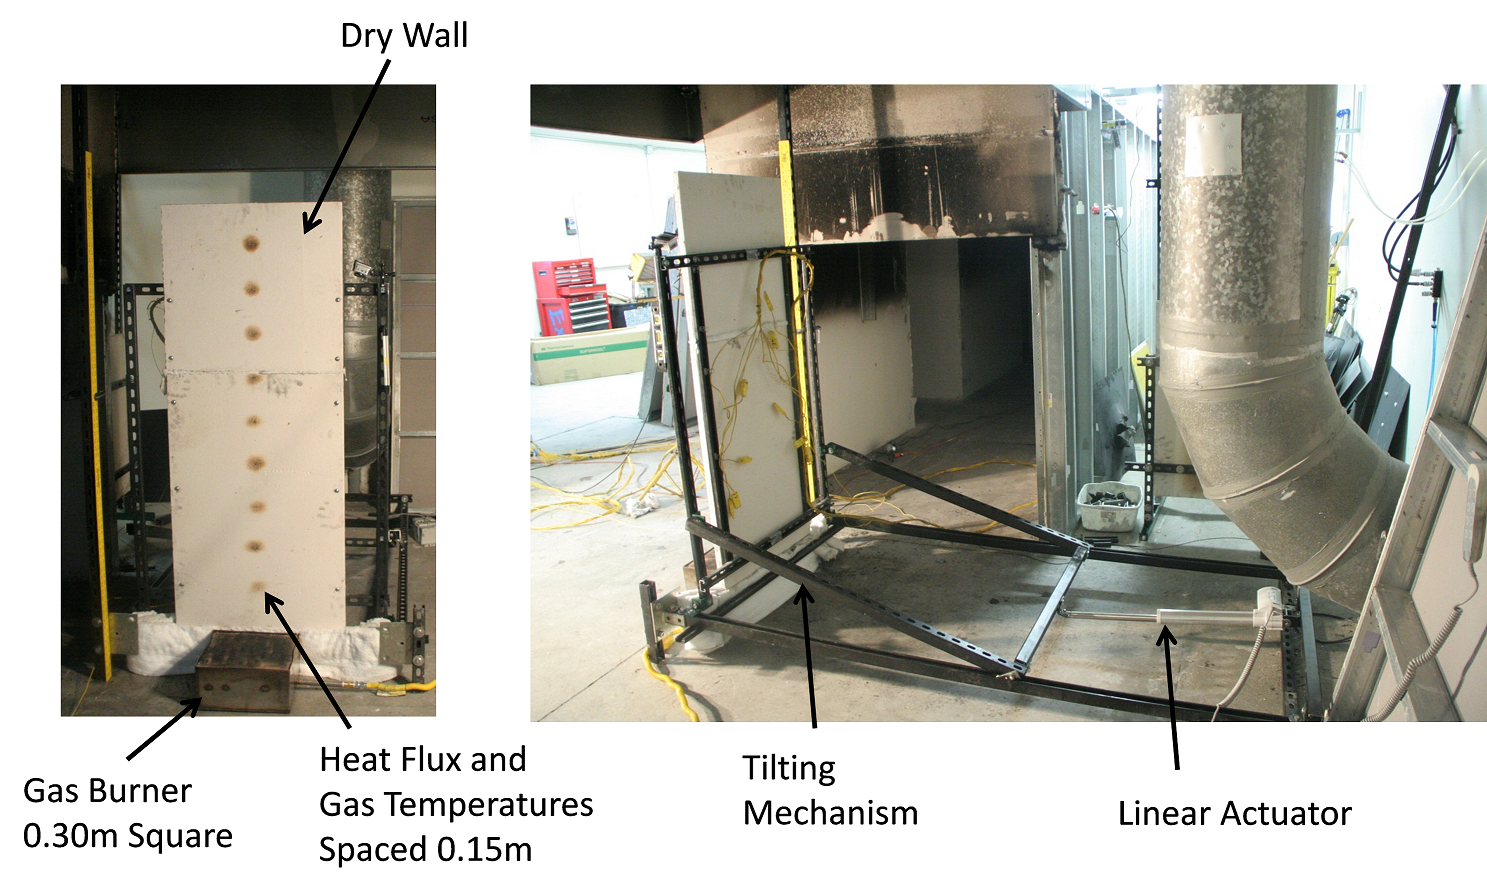 Dry Wall
Gas Burner
0.30m Square
Heat Flux and
Gas Temperatures
Spaced 0.15m
Tilting
Mechanism
Linear Actuator